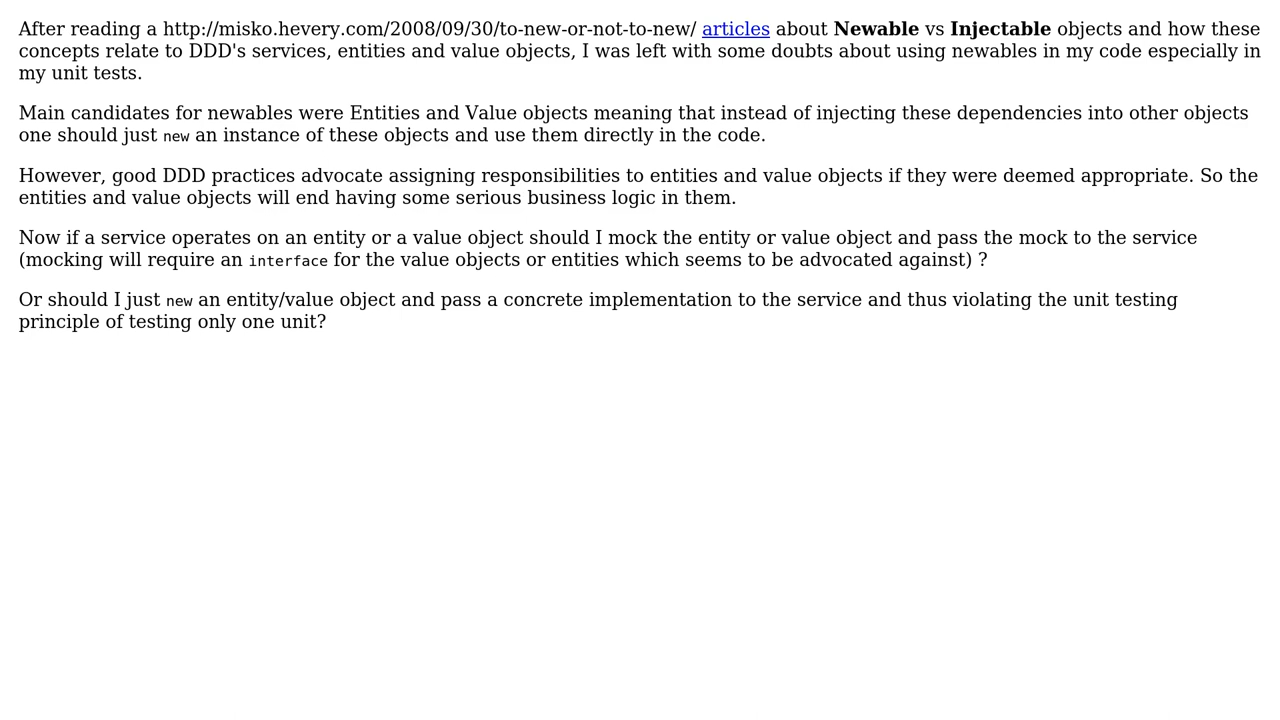 After reading a http://misko.hevery.com/2008/09/30/to-new-or-not-to-new/ articles about Newable vs Injectable objects and how these
concepts relate to DDD's services, entities and value objects, I was left with some doubts about using newables in my code especially in
my unit tests.
Main candidates for newables were Entities and Value objects meaning that instead of injecting these dependencies into other objects
one should just new an instance of these objects and use them directly in the code.
However, good DDD practices advocate assigning responsibilities to entities and value objects if they were deemed appropriate. So the
entities and value objects will end having some serious business logic in them.
Now if a service operates on an entity or a value object should I mock the entity or value object and pass the mock to the service
(mocking will require an interface for the value objects or entities which seems to be advocated against) ?
Or should I just new an entity/value object and pass a concrete implementation to the service and thus violating the unit testing
principle of testing only one unit?